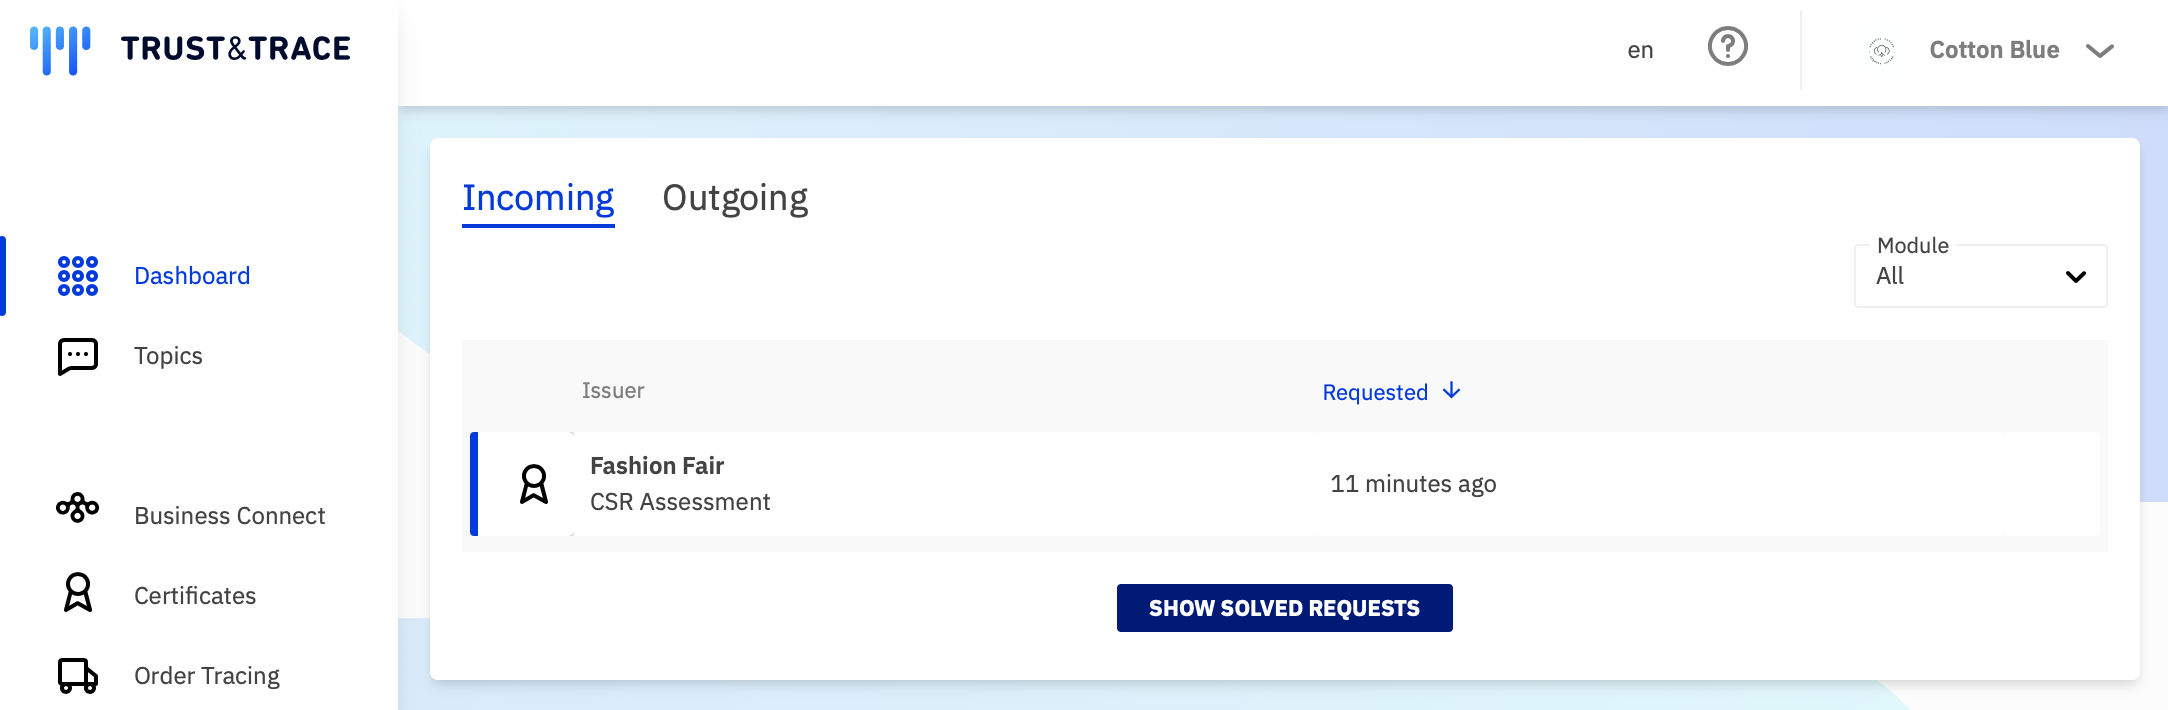 TRUST&TRACE
en
Cotton Blue
Dashboard
Topics
Business Connect
Certificates
Order Tracing
Incoming
Outgoing
Module
All
Issuer
Requested
Fashion Fair
CSR Assessment
11 minutes ago
SHOW SOLVED REQUESTS